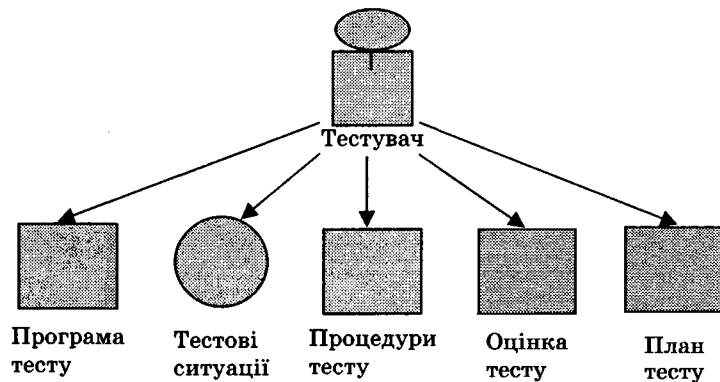 Тестувач
Програма
тесту
Тестові
ситуації
Процедури
тесту
Оцінка
тесту
План
тесту